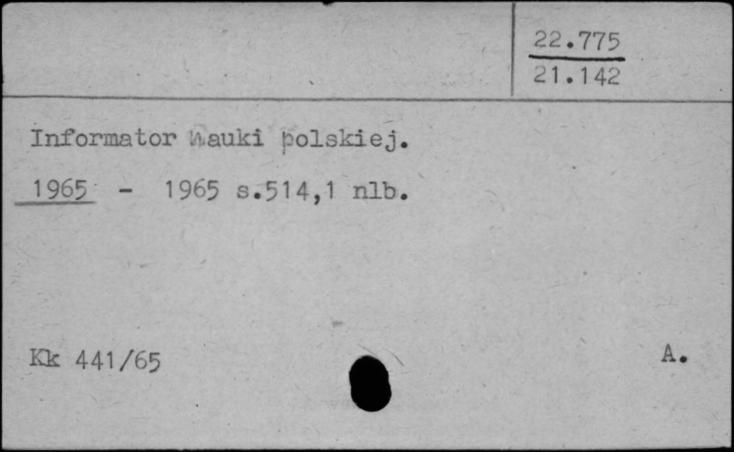 22.775
21.142
Informator nauki polskiej.
1965 - 1965 s.514,1 nlb.
Kk 441/65
A.